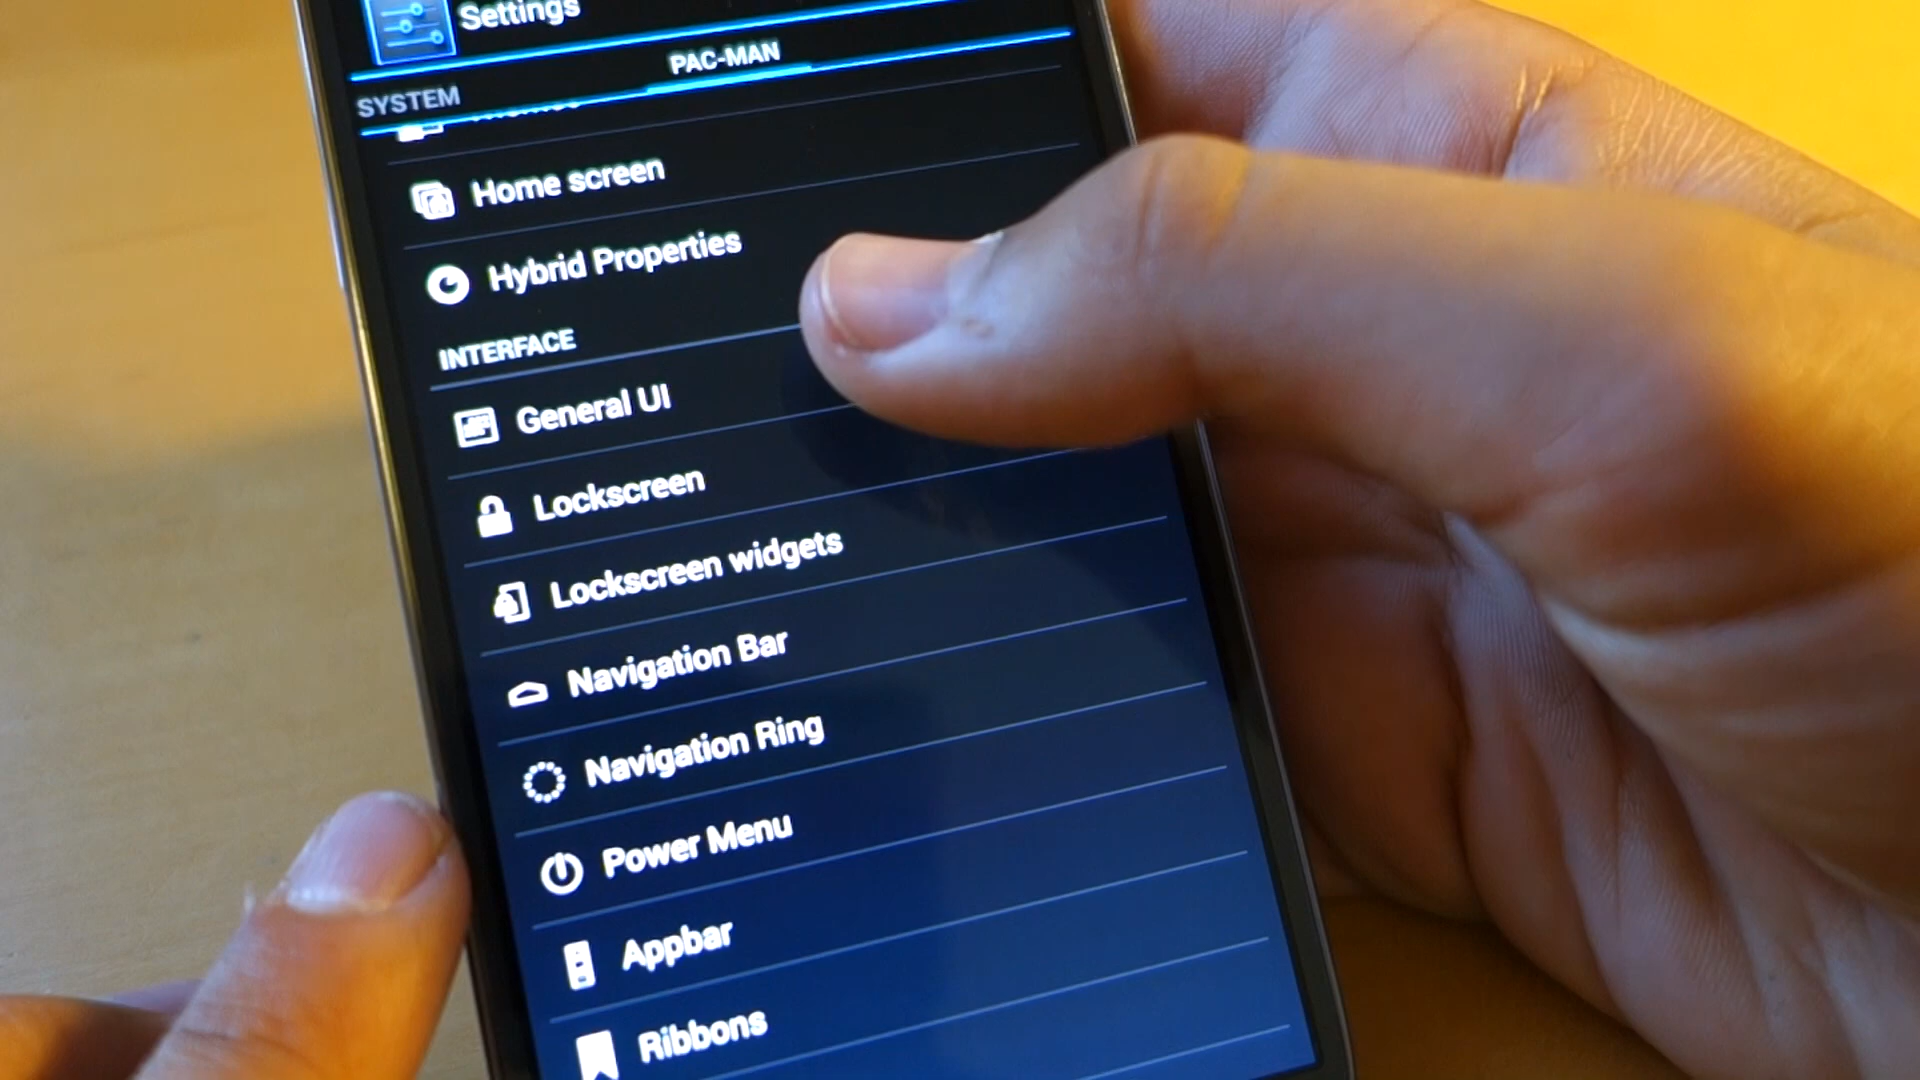 Settings
PAC-MAN
SYSTEM
Home screen
Hybrid Properties
INTERFACE
General UI
Lockscreen
Lockscreen widgets
Navigation Bar
Navigation Ring
Power Menu
Appbar
Ribbons